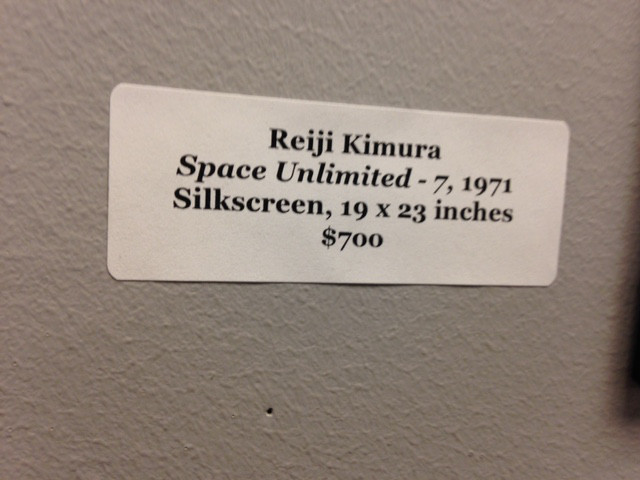 Reiji Kimura
Space Unlimited - 7, 1971
Silkscreen, 19 x 23 inches
$700